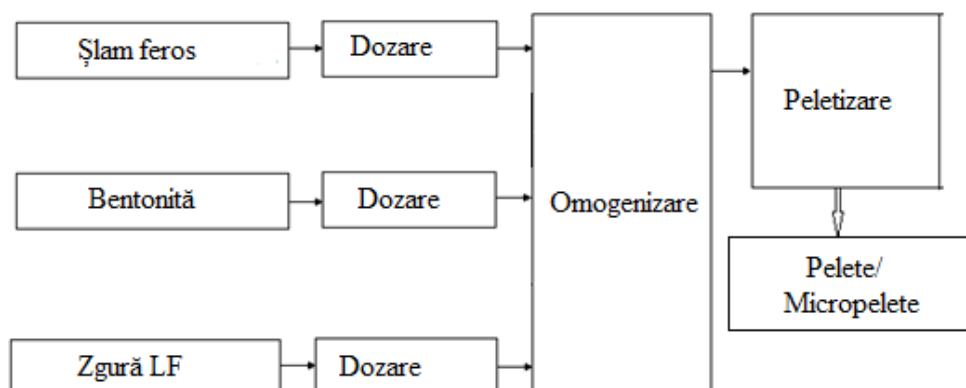 Șlam feros
Dozare
Peletizare
Bentonită
Dozare
Omogenizare
Pelete/
Micropelete
Zgură LF
Dozare